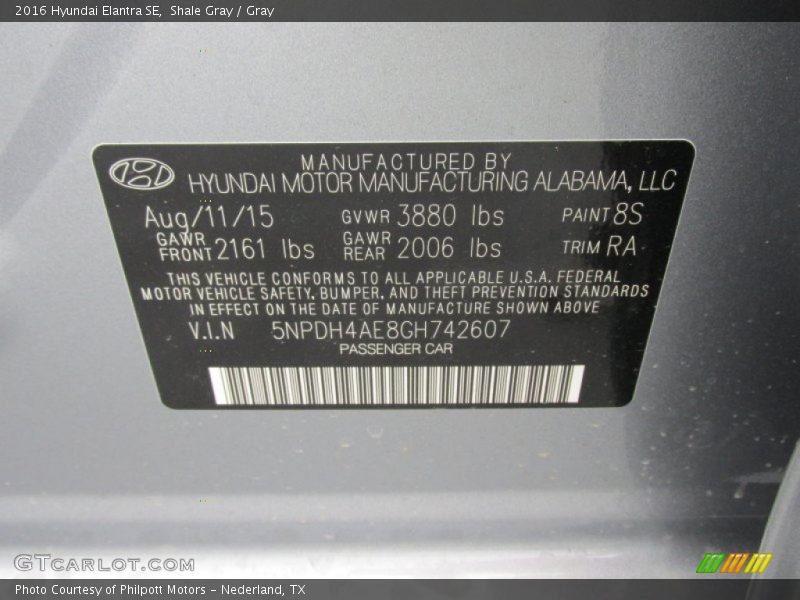 2016 Hyundai Elantra SE,  Shale Gray / Gray
MANUFACTURED BY
HYUNDAI MOTOR MANUFACTURING ALABAMA, LLC
Aug/11/15 GVWR 3880 lbs PAINT 8S
GAWR FRONT 2161 lbs GAWR REAR 2006 lbs TRIM RA
THIS VEHICLE CONFORMS TO ALL APPLICABLE U.S.A. FEDERAL
MOTOR VEHICLE SAFETY, BUMPER, AND THEFT PREVENTION STANDARDS
IN EFFECT ON THE DATE OF MANUFACTURE SHOWN ABOVE
V.I.N 5NPDH4AE8GH742607
PASSENGER CAR
GTCARLOT.COM
Photo Courtesy of Philpott Motors - Nederland, TX